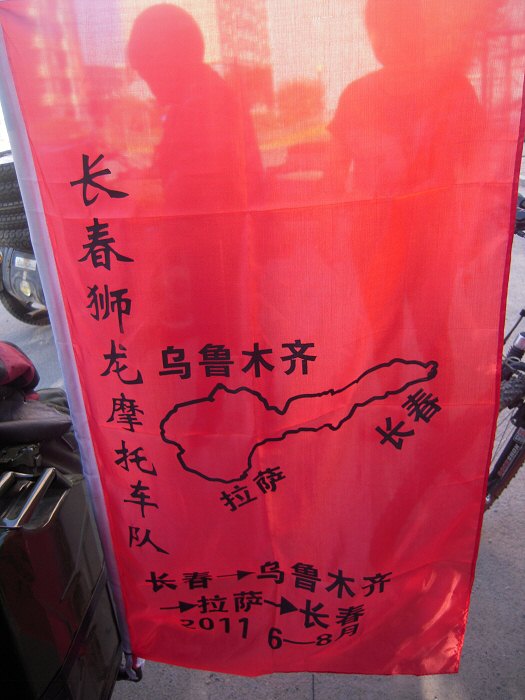 长春狮龙摩托车队
乌鲁木齐
长春
拉萨
长春→乌鲁木齐
→拉萨→长春
2011 6—8月